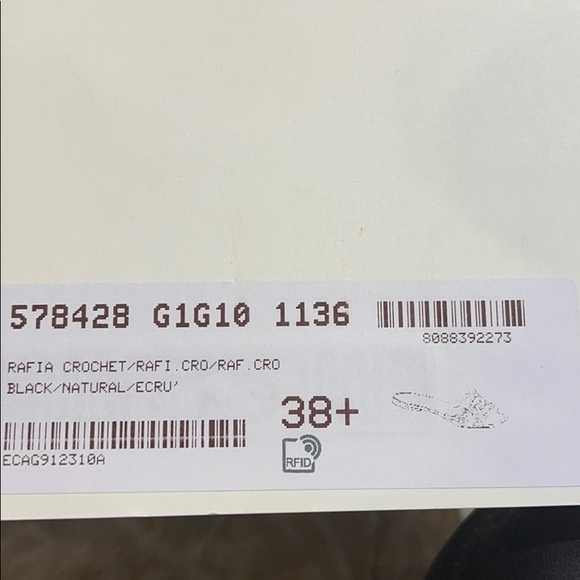 578428 G1G10 1136
8088392273
RAFIA CROCHET/RAFI.CRO/RAF.CRO
BLACK/NATURAL/ECRU'
38+
ECAG912310A
RFID